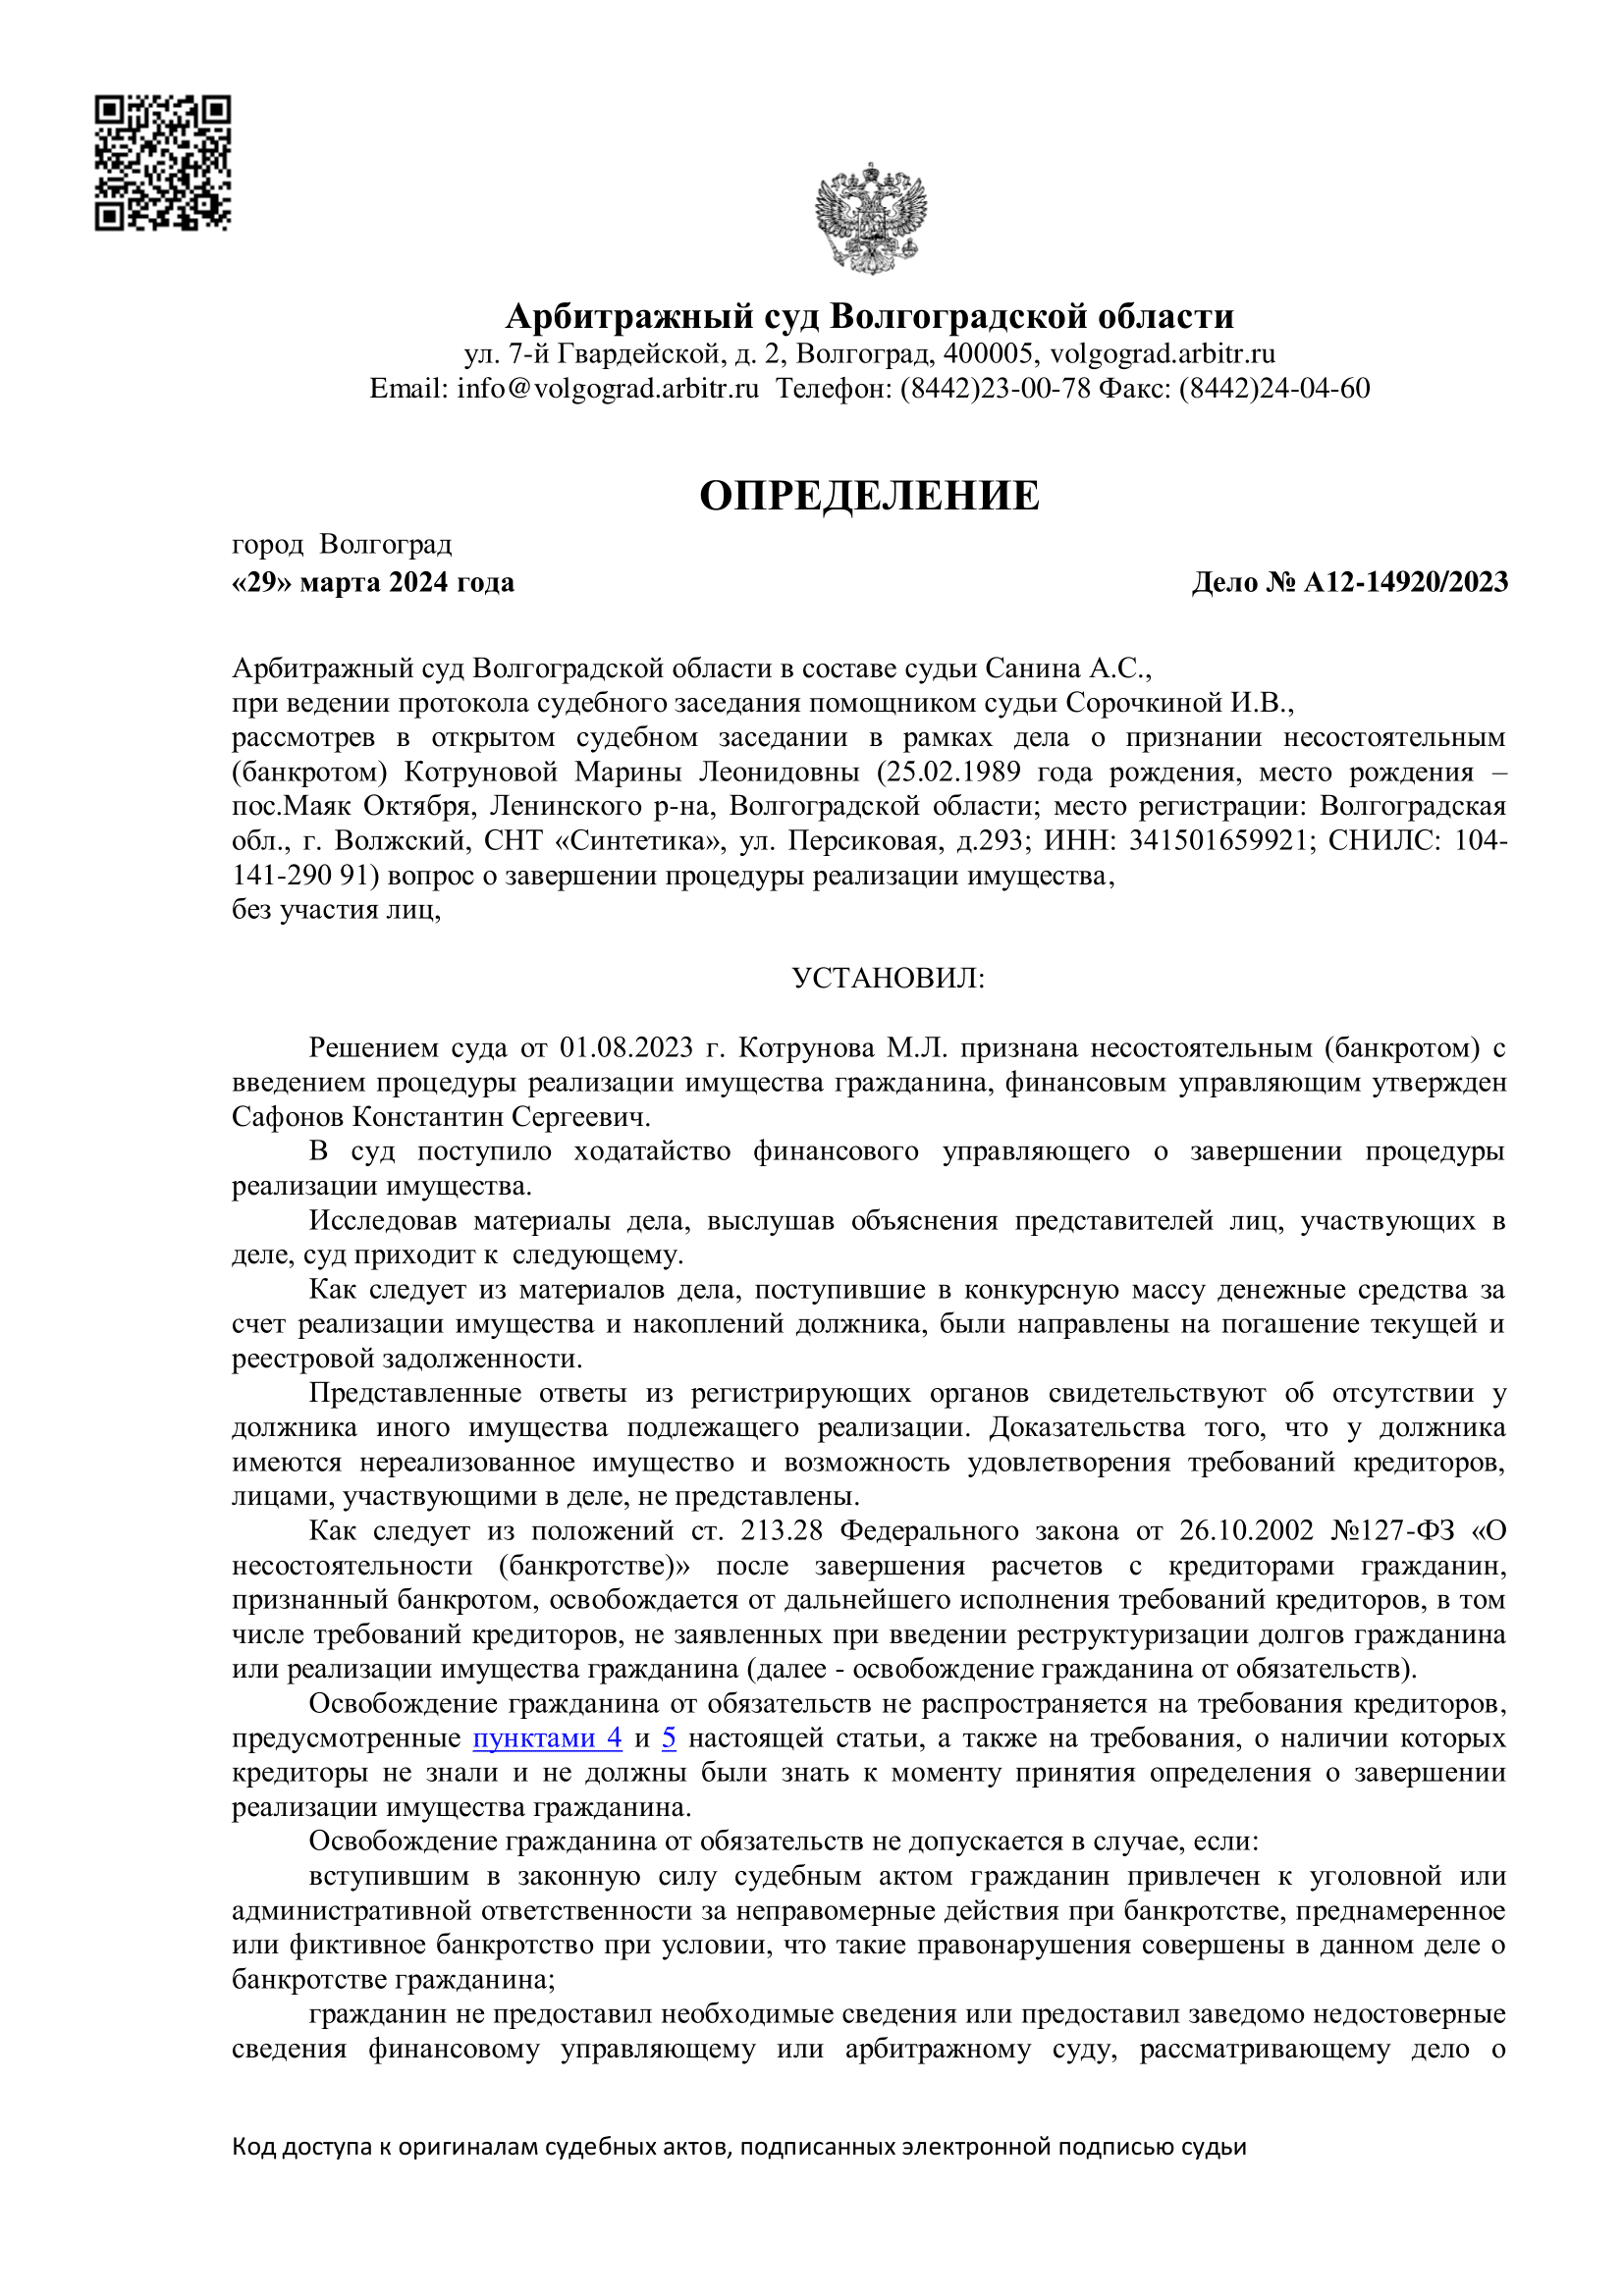 Арбитражный суд Волгоградской области
ул. 7-й Гвардейской, д. 2, Волгоград, 400005, volgograd.arbitr.ru
Email: info@volgograd.arbitr.ru Телефон: (8442)23-00-78 Факс: (8442)24-04-60
ОПРЕДЕЛЕНИЕ
город Волгоград
«29» марта 2024 года Дело № А12-14920/2023
Арбитражный суд Волгоградской области в составе судьи Санина А.С.,
при ведении протокола судебного заседания помощником судьи Сорочкиной И.В.,
рассмотрев в открытом судебном заседании в рамках дела о признании несостоятельным
(банкротом) Котруновой Марины Леонидовны (25.02.1989 года рождения, место рождения –
пос.Маяк Октября, Ленинского р-на, Волгоградской области; место регистрации: Волгоградская
обл., г. Волжский, СНТ «Синтетика», ул. Персиковая, д.293; ИНН: 341501659921; СНИЛС: 104-
141-290 91) вопрос о завершении процедуры реализации имущества,
без участия лиц,
УСТАНОВИЛ:
Решением суда от 01.08.2023 г. Котрунова М.Л. признана несостоятельным (банкротом) с
введением процедуры реализации имущества гражданина, финансовым управляющим утвержден
Сафонов Константин Сергеевич.
В суд поступило ходатайство финансового управляющего о завершении процедуры
реализации имущества.
Исследовав материалы дела, выслушав объяснения представителей лиц, участвующих в
деле, суд приходит к следующему.
Как следует из материалов дела, поступившие в конкурсную массу денежные средства за
счет реализации имущества и накоплений должника, были направлены на погашение текущей и
реестровой задолженности.
Представленные ответы из регистрирующих органов свидетельствуют об отсутствии у
должника иного имущества подлежащего реализации. Доказательства того, что у должника
имеются нереализованное имущество и возможность удовлетворения требований кредиторов,
лицами, участвующими в деле, не представлены.
Как следует из положений ст. 213.28 Федерального закона от 26.10.2002 №127-ФЗ «О
несостоятельности (банкротстве)» после завершения расчетов с кредиторами гражданин,
признанный банкротом, освобождается от дальнейшего исполнения требований кредиторов, в том
числе требований кредиторов, не заявленных при введении реструктуризации долгов гражданина
или реализации имущества гражданина (далее - освобождение гражданина от обязательств).
Освобождение гражданина от обязательств не распространяется на требования кредиторов,
предусмотренные пунктами 4 и 5 настоящей статьи, а также на требования, о наличии которых
кредиторы не знали и не должны были знать к моменту принятия определения о завершении
реализации имущества гражданина.
Освобождение гражданина от обязательств не допускается в случае, если:
вступившим в законную силу судебным актом гражданин привлечен к уголовной или
административной ответственности за неправомерные действия при банкротстве, преднамеренное
или фиктивное банкротство при условии, что такие правонарушения совершены в данном деле о
банкротстве гражданина;
гражданин не предоставил необходимые сведения или предоставил заведомо недостоверные
сведения финансовому управляющему или арбитражному суду, рассматривающему дело о
Код доступа к оригиналам судебных актов, подписанных электронной подписью судьи